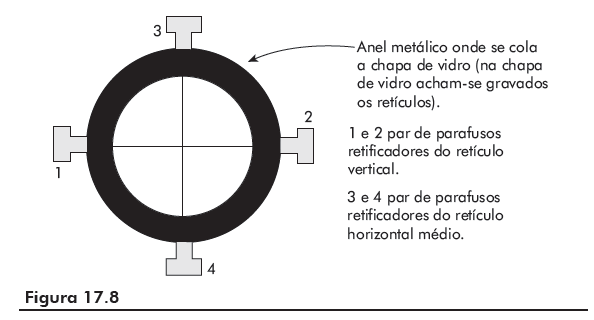 3
Anel metálico onde se cola
a chapa de vidro (na chapa
de vidro acham-se gravados
os retículos).
2
1 e 2 par de parafusos
retificadores do retículo
vertical.
1
3 e 4 par de parafusos
retificadores do retículo
horizontal médio.
4
Figura 17.8